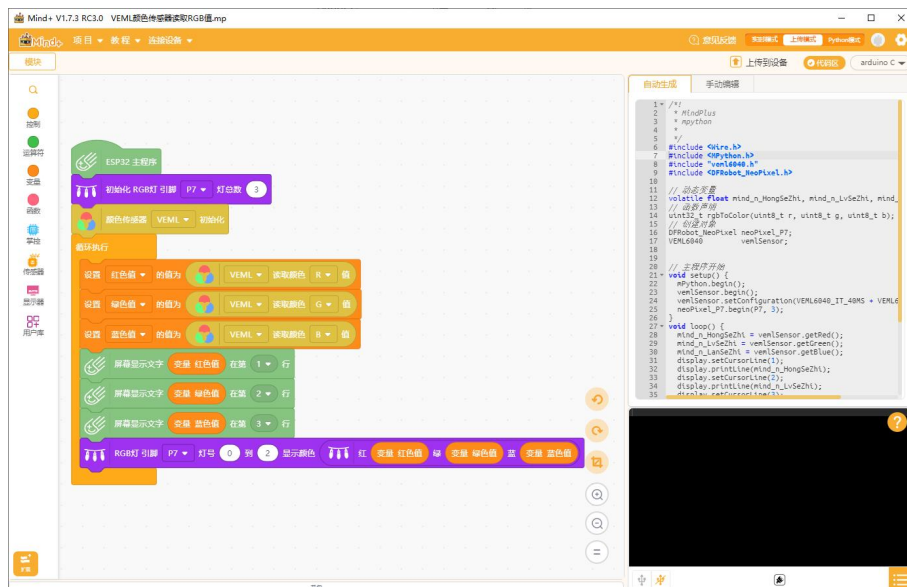 Mind+ V1.7.3 RC3.0 VEML颜色传感器读取RGB值.mp
Mind+ 项目 教程 连接设备 意见反馈 实时模式 上传模式 Python模式
模块 上传到设备 代码区 arduino C
自动生成 手动编辑
控制
运算符
变量
函数
掌控
传感器
显示器
用户库
扩展
ESP32 主程序
初始化 RGB灯 引脚 P7 灯总数 3
颜色传感器 VEML 初始化
循环执行
设置 红色值 的值为 VEML 读取颜色 R 值
设置 绿色值 的值为 VEML 读取颜色 G 值
设置 蓝色值 的值为 VEML 读取颜色 B 值
屏幕显示文字 变量 红色值 在第 1 行
屏幕显示文字 变量 绿色值 在第 2 行
屏幕显示文字 变量 蓝色值 在第 3 行
RGB灯 引脚 P7 灯号 0 到 2 显示颜色 红 变量 红色值 绿 变量 绿色值 蓝 变量 蓝色值
1 /*!
2 * MindPlus
3 * mpython
4 *
5 */
6 #include <Wire.h>
7 #include <MPython.h>
8 #include "veml6040.h"
9 #include <DFRobot_NeoPixel.h>
10
11 // 动态变量
12 volatile float mind_n_HongSeZhi, mind_n_LvSeZhi, mind_
13 // 函数声明
14 uint32_t rgbToColor(uint8_t r, uint8_t g, uint8_t b);
15 // 创建对象
16 DFRobot_NeoPixel neoPixel_P7;
17 VEML6040 vemlSensor;
18
19
20 // 主程序开始
21 void setup() {
22 mPython.begin();
23 vemlSensor.begin();
24 vemlSensor.setConfiguration(VEML6040_IT_40MS + VEML6
25 neoPixel_P7.begin(P7, 3);
26 }
27 void loop() {
28 mind_n_HongSeZhi = vemlSensor.getRed();
29 mind_n_LvSeZhi = vemlSensor.getGreen();
30 mind_n_LanSeZhi = vemlSensor.getBlue();
31 display.setCursorLine(1);
32 display.printLine(mind_n_HongSeZhi);
33 display.setCursorLine(2);
34 display.printLine(mind_n_LvSeZhi);
35 display.setCursorLine(3);